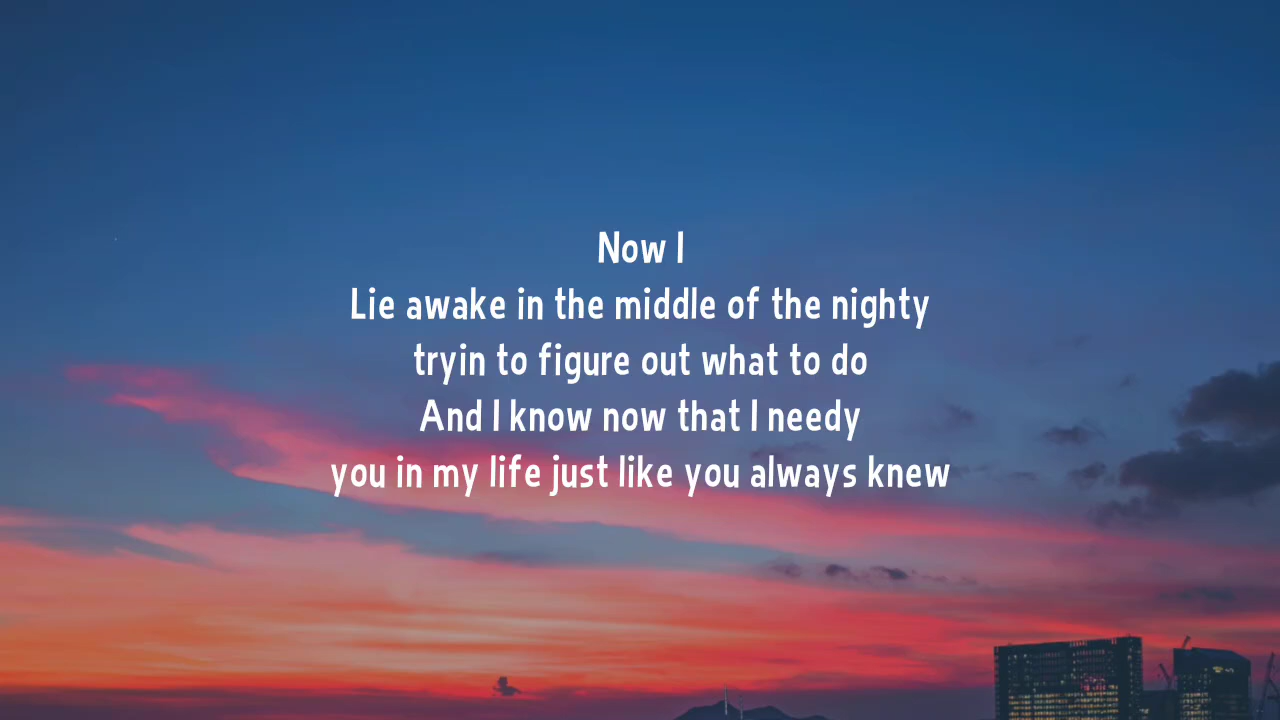 Now I
Lie awake in the middle of the nighty
tryin to figure out what to do
And I know now that I needy
you in my life just like you always knew